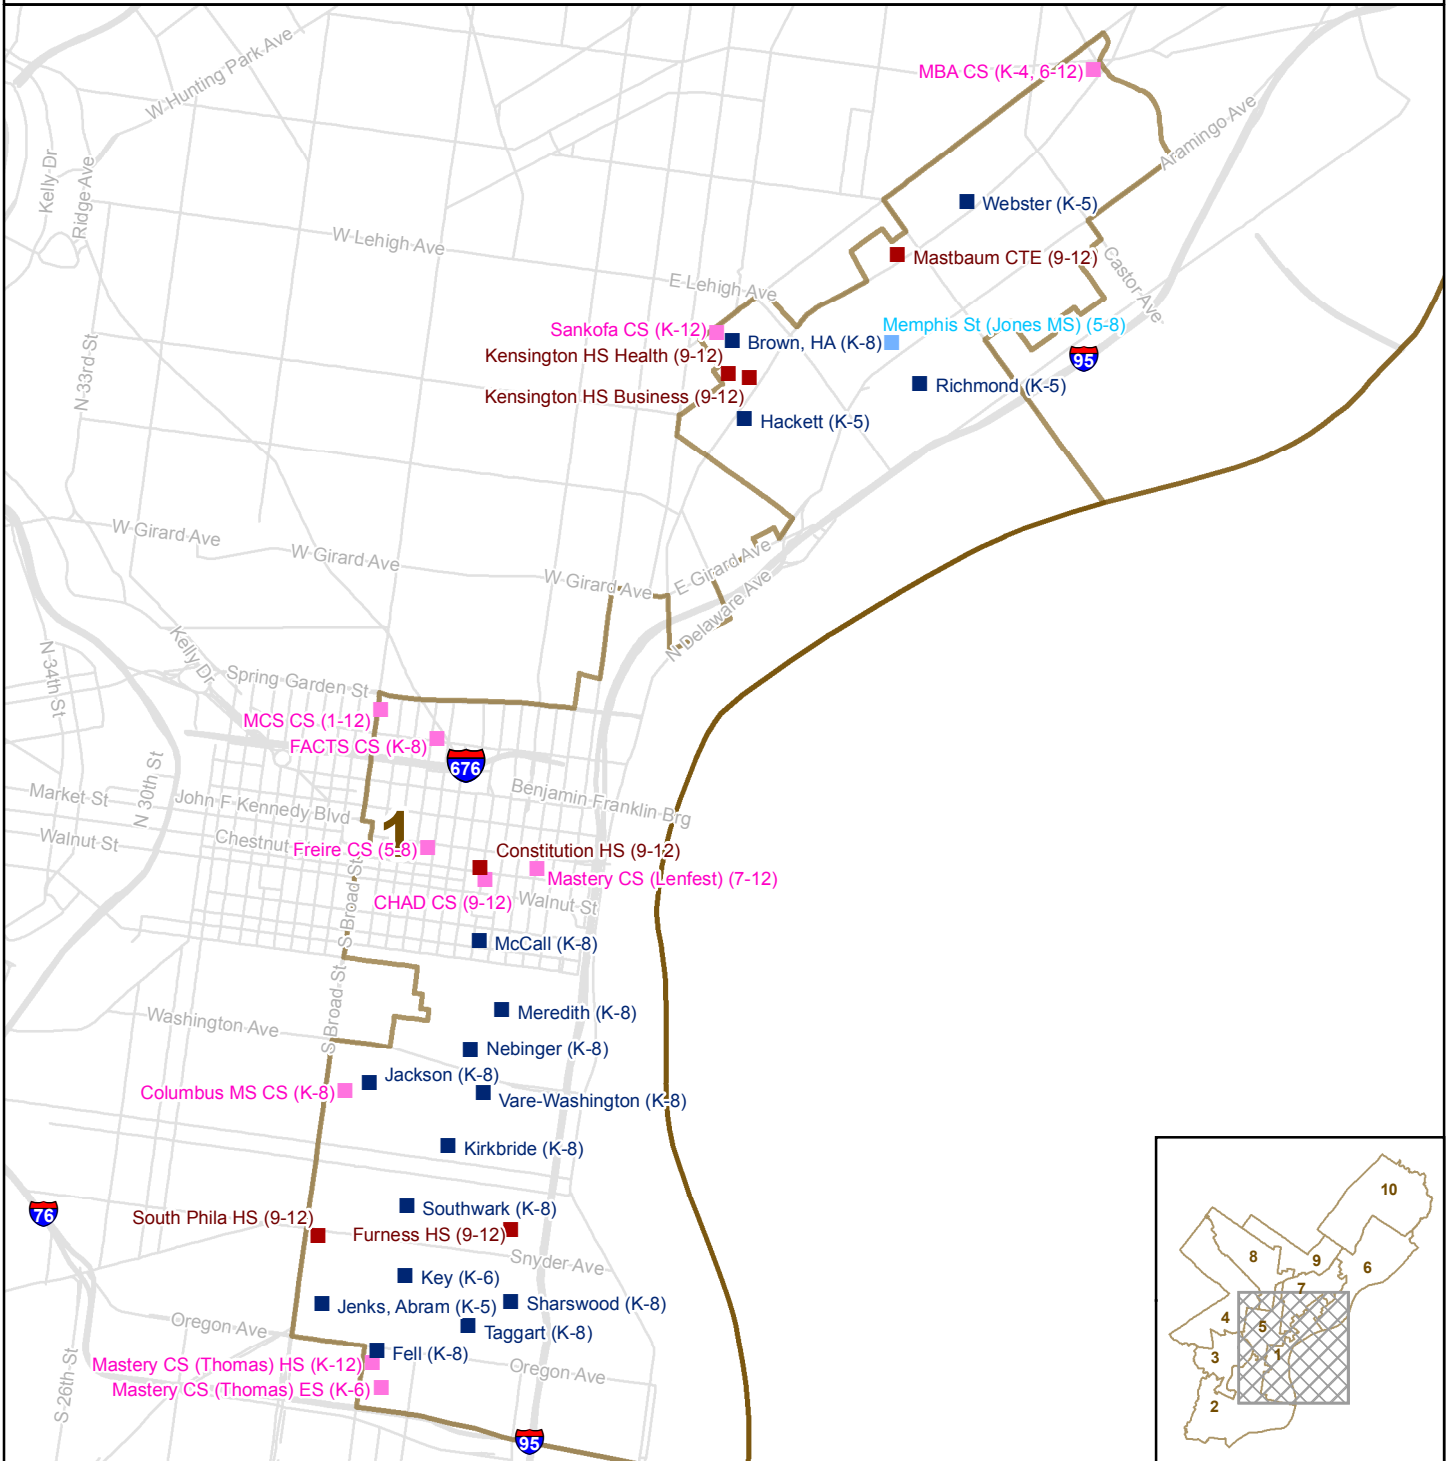 W Hunting Park Ave
MBA CS (K-4, 6-12)
Aramingo Ave
Kelly Dr
Ridge Ave
Webster (K-5)
W Lehigh Ave
Mastbaum CTE (9-12)
Castor Ave
E Lehigh Ave
Sankofa CS (K-12)
Brown, HA (K-8)
Memphis St (Jones MS) (5-8)
Kensington HS Health (9-12)
95
N 33rd St
Richmond (K-5)
Kensington HS Business (9-12)
Hackett (K-5)
W Girard Ave
W Girard Ave
W Girard Ave
E Girard Ave
N Delaware Ave
Kelly Dr
N 34th St
Spring Garden St
MCS CS (1-12)
FACTS CS (K-8)
676
N 30th St
Market St
John F Kennedy Blvd
Benjamin Franklin Brg
1
Walnut St
Chestnut
Freire CS (5-8)
Constitution HS (9-12)
Mastery CS (Lenfest) (7-12)
CHAD CS (9-12)
Walnut St
S Broad St
McCall (K-8)
S Broad St
Meredith (K-8)
Washington Ave
Nebinger (K-8)
Jackson (K-8)
Columbus MS CS (K-8)
Vare-Washington (K-8)
Kirkbride (K-8)
76
South Phila HS (9-12)
Southwark (K-8)
Furness HS (9-12)
Snyder Ave
Key (K-6)
Jenks, Abram (K-5)
Sharswood (K-8)
Oregon Ave
Taggart (K-8)
Fell (K-8)
Mastery CS (Thomas) HS (K-12)
Oregon Ave
Mastery CS (Thomas) ES (K-6)
S 26th St
95
10
8
9
6
7
4
5
3
1
2